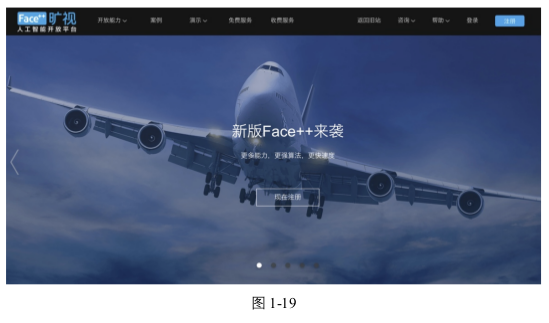 Face++ 旷视
人工智能开放平台
开放能力 案例 演示 免费服务 收费服务 返回旧站 咨询 帮助 登录 注册
新版Face++来袭
更多能力，更强算法，更快速度
现在注册
图 1-19